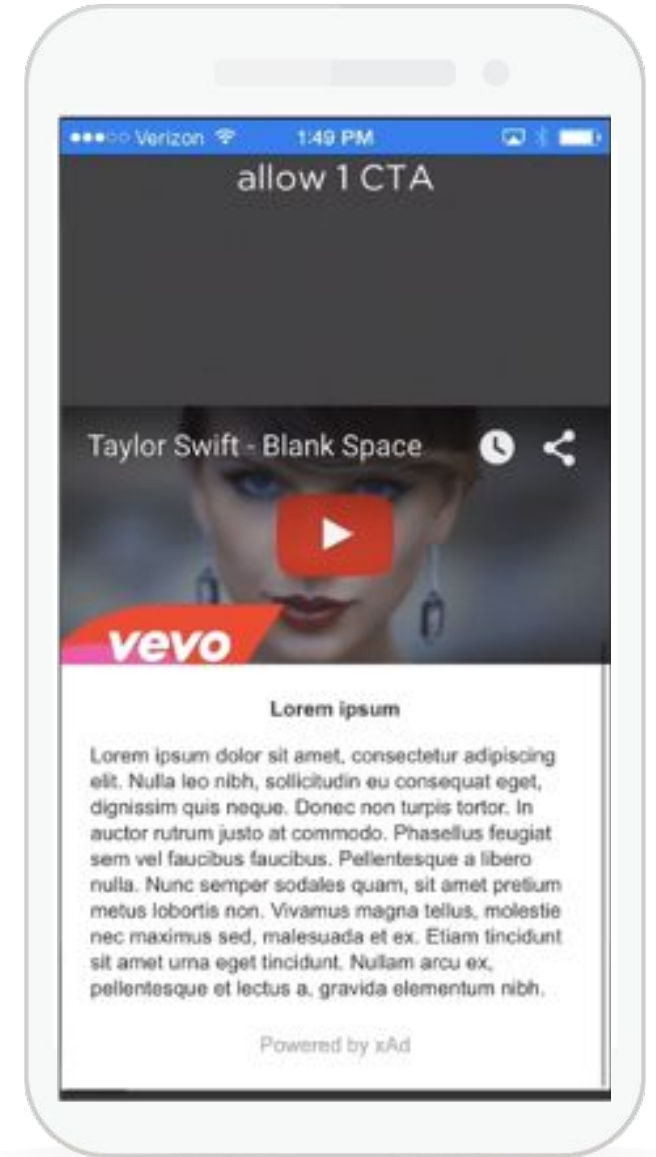 Verizon 1:49 PM
allow 1 CTA
Taylor Swift - Blank Space
vevo
Lorem ipsum
Lorem ipsum dolor sit amet, consectetur adipiscing
elit. Nulla leo nibh, sollicitudin eu consequat eget,
dignissim quis neque. Donec non turpis tortor. In
auctor rutrum justo at commodo. Phasellus feugiat
sem vel faucibus faucibus. Pellentesque a libero
nulla. Nunc semper sodales quam, sit amet pretium
metus lobortis non. Vivamus magna tellus, molestie
nec maximus sed, malesuada et ex. Etiam tincidunt
sit amet urna eget tincidunt. Nullam arcu ex,
pellentesque et lectus a, gravida elementum nibh.
Powered by xAd